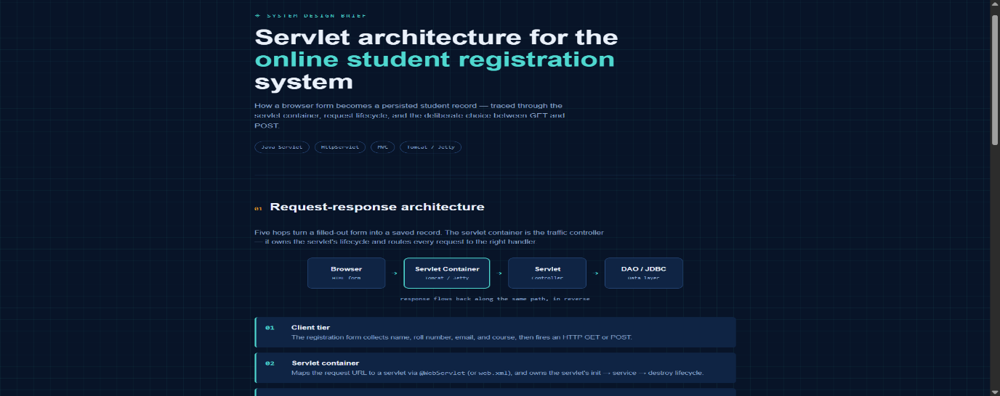 SYSTEM DESIGN BRIEF
Servlet architecture for the
online student registration
system
How a browser form becomes a persisted student record — traced through the
servlet container, request lifecycle, and the deliberate choice between GET and
POST.
Java Servlet
HttpServlet
MVC
Tomcat / Jetty
01 Request-response architecture
Five hops turn a filled-out form into a saved record. The servlet container is the traffic controller
— it owns the servlet's lifecycle and routes every request to the right handler.
Browser
HTML form
→
Servlet Container
Tomcat / Jetty
→
Servlet
Controller
→
DAO / JDBC
Data layer
response flows back along the same path, in reverse
01 Client tier
The registration form collects name, roll number, email, and course, then fires an HTTP GET or POST.
02 Servlet container
Maps the request URL to a servlet via @WebServlet (or web.xml), and owns the servlet's init → service → destroy lifecycle.